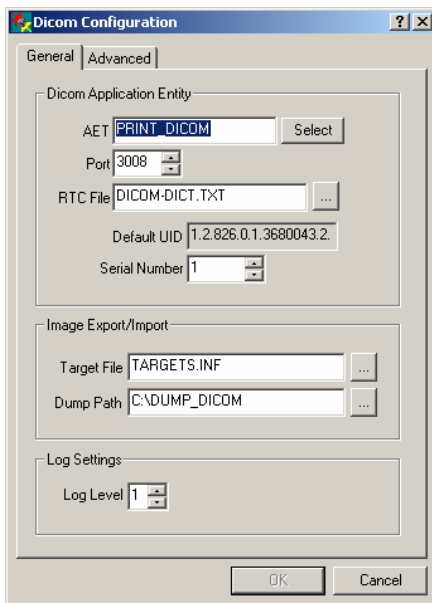 Dicom Configuration
General Advanced
Dicom Application Entity
AET PRINT_DICOM Select
Port 3008
RTC File DICOM-DICT.TXT ...
Default UID 1.2.826.0.1.3680043.2.
Serial Number 1
Image Export/Import
Target File TARGETS.INF ...
Dump Path C:\DUMP_DICOM ...
Log Settings
Log Level 1
OK Cancel